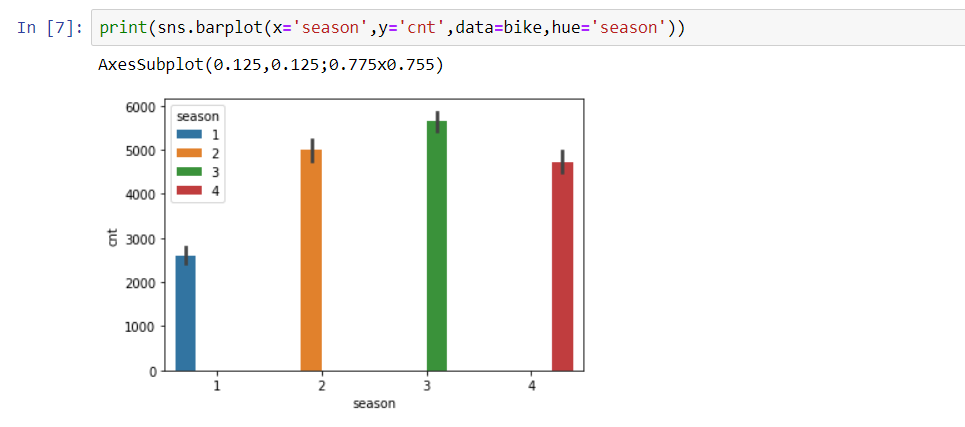 In [7]: print(sns.barplot(x='season',y='cnt',data=bike,hue='season'))
AxesSubplot(0.125,0.125;0.775x0.755)
season
1
2
3
4
6000
5000
4000
3000
2000
1000
0
cnt
1 2 3 4
season